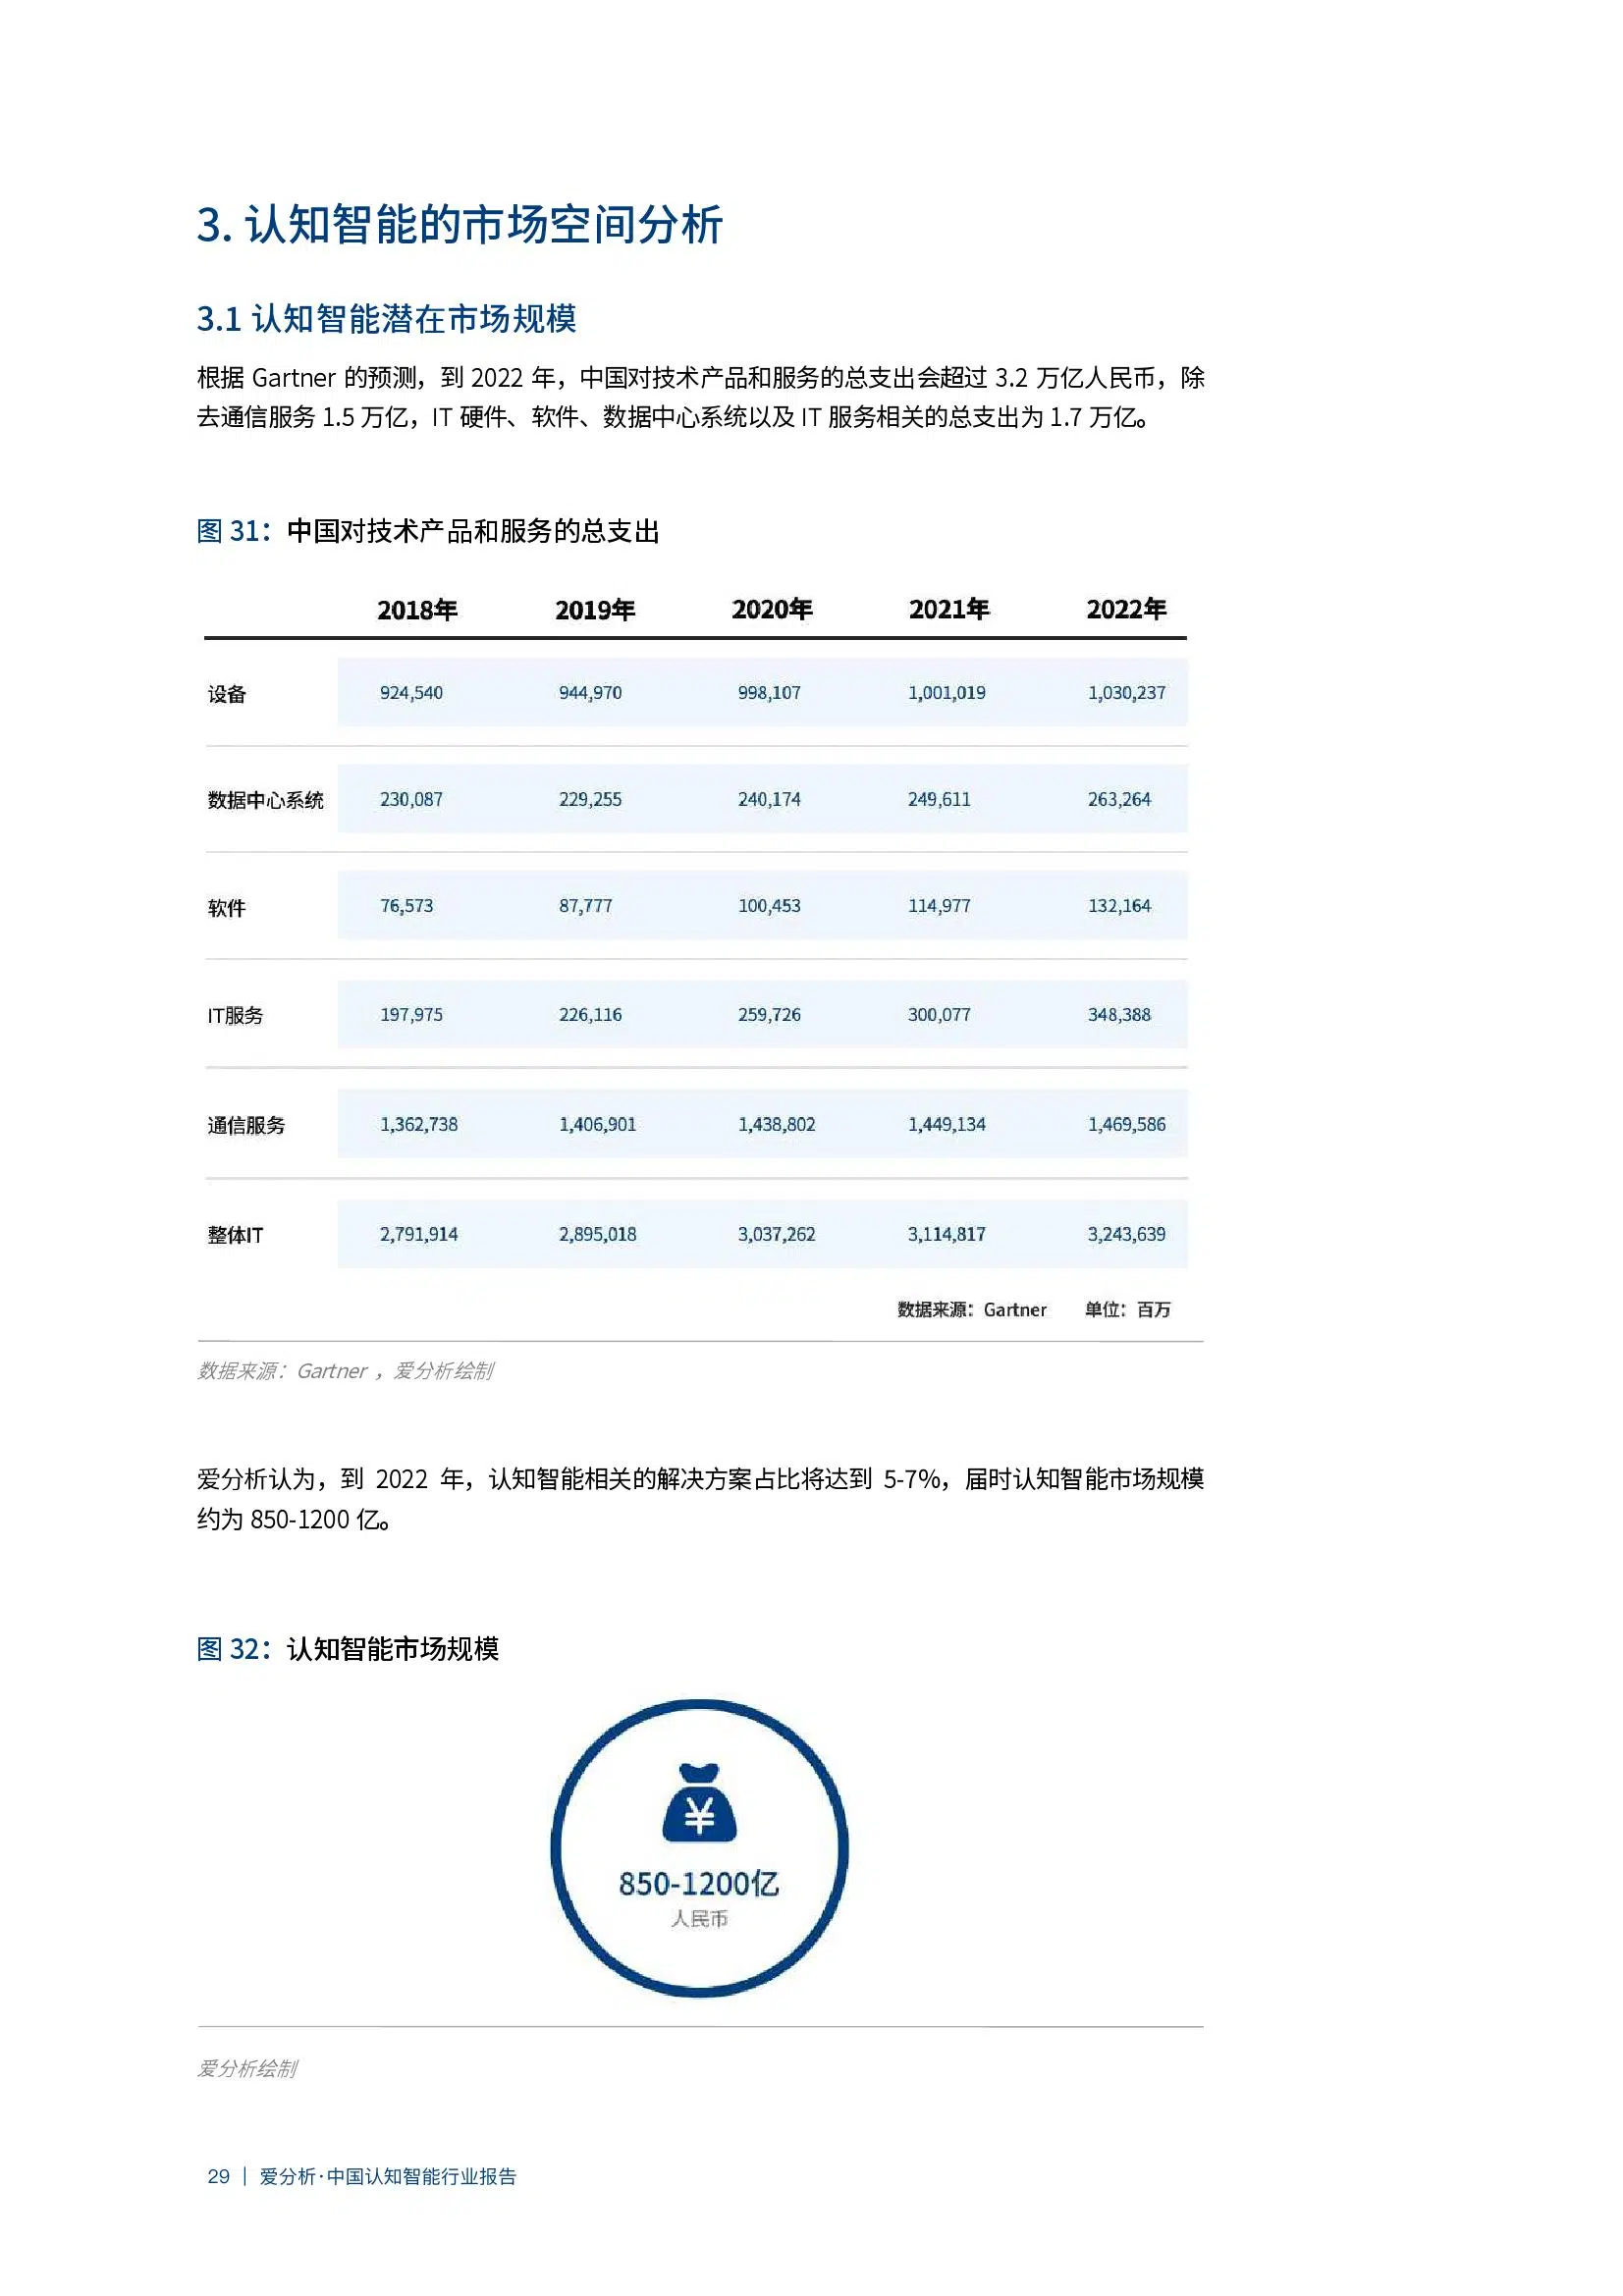 3. 认知智能的市场空间分析
3.1 认知智能潜在市场规模
根据 Gartner 的预测，到 2022 年，中国对技术产品和服务的总支出会超过 3.2 万亿人民币，除
去通信服务 1.5 万亿，IT 硬件、软件、数据中心系统以及 IT 服务相关的总支出为 1.7 万亿。
图 31：中国对技术产品和服务的总支出
2018年 2019年 2020年 2021年 2022年
设备 924,540 944,970 998,107 1,001,019 1,030,237
数据中心系统 230,087 229,255 240,174 249,611 263,264
软件 76,573 87,777 100,453 114,977 132,164
IT服务 197,975 226,116 259,726 300,077 348,388
通信服务 1,362,738 1,406,901 1,438,802 1,449,134 1,469,586
整体IT 2,791,914 2,895,018 3,037,262 3,114,817 3,243,639
数据来源：Gartner 单位：百万
数据来源：Gartner ，爱分析绘制
爱分析认为，到 2022 年，认知智能相关的解决方案占比将达到 5-7%，届时认知智能市场规模
约为 850-1200 亿。
图 32：认知智能市场规模
¥
850-1200亿
人民币
爱分析绘制
29 | 爱分析·中国认知智能行业报告